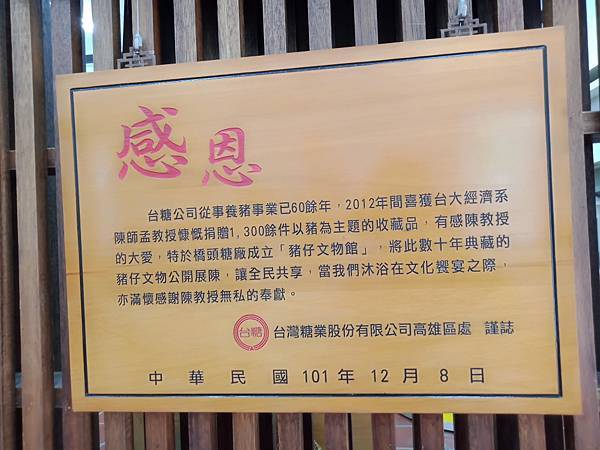 感恩
台糖公司從事養豬事業已60餘年，2012年間喜獲台大經濟系
陳師孟教授慷慨捐贈1,300餘件以豬為主題的收藏品，有感陳教授
的大愛，特於橋頭糖廠成立「豬仔文物館」，將此數十年典藏的
豬仔文物公開展陳，讓全民共享，當我們沐浴在文化饗宴之際，
亦滿懷感謝陳教授無私的奉獻。
台糖 台灣糖業股份有限公司高雄區處 謹誌
中華民國101年12月8日